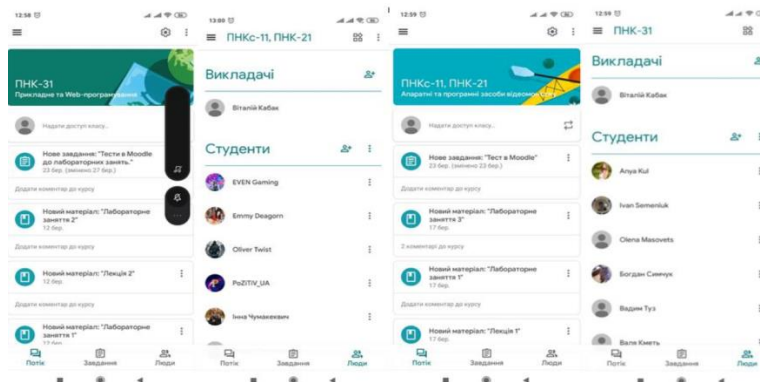 12:58
ПНК-31
Прикладне та Web-програмування
Надати доступ класу...
Нове завдання: "Тести в Moodle
до лабораторних занять."
23 бер. (змінено 27 бер.)
Додати коментар до курсу
Новий матеріал: "Лабораторне
заняття 2"
12 бер.
Додати коментар до курсу
Новий матеріал: "Лекція 2"
12 бер.
Додати коментар до курсу
Новий матеріал: "Лабораторне
заняття 1"
Потік
Завдання
Люди
13:00
ПНКс-11, ПНК-21
Викладачі
Віталій Кабак
Студенти
EVEN Gaming
Emmy Deagorn
Oliver Twist
PoZiTiV_UA
Інна Чумакевич
Потік
Завдання
Люди
12:59
ПНКс-11, ПНК-21
Апаратні та програмні засоби
Надати доступ класу...
Нове завдання: "Тест в Moodle"
23 бер. (змінено 23 бер.)
Додати коментар до курсу
Новий матеріал: "Лабораторне
заняття 3"
17 бер.
2 коментарі до курсу
Новий матеріал: "Лабораторне
заняття 1"
17 бер.
Додати коментар до курсу
Новий матеріал: "Лекція 1"
17 бер.
Потік
Завдання
Люди
12:59
ПНК-31
Викладачі
Віталій Кабак
Студенти
Anya Kul
Ivan Semeniuk
Olena Masovets
Богдан Симчук
Вадим Туз
Валя Кметь
Потік
Завдання
Люди